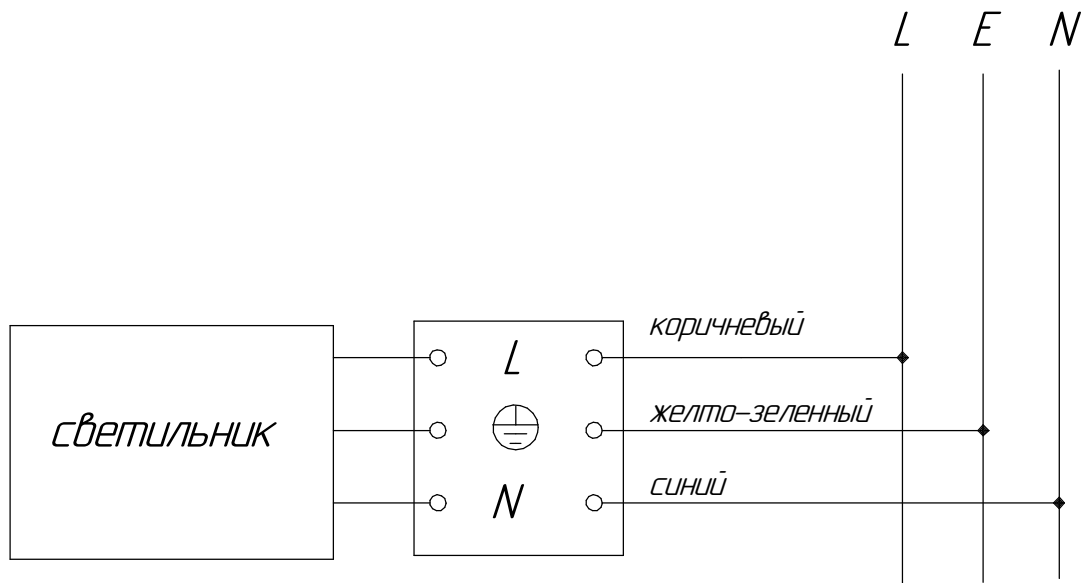 L E N
коричневый
L
желто-зеленный
светильник
синий
N